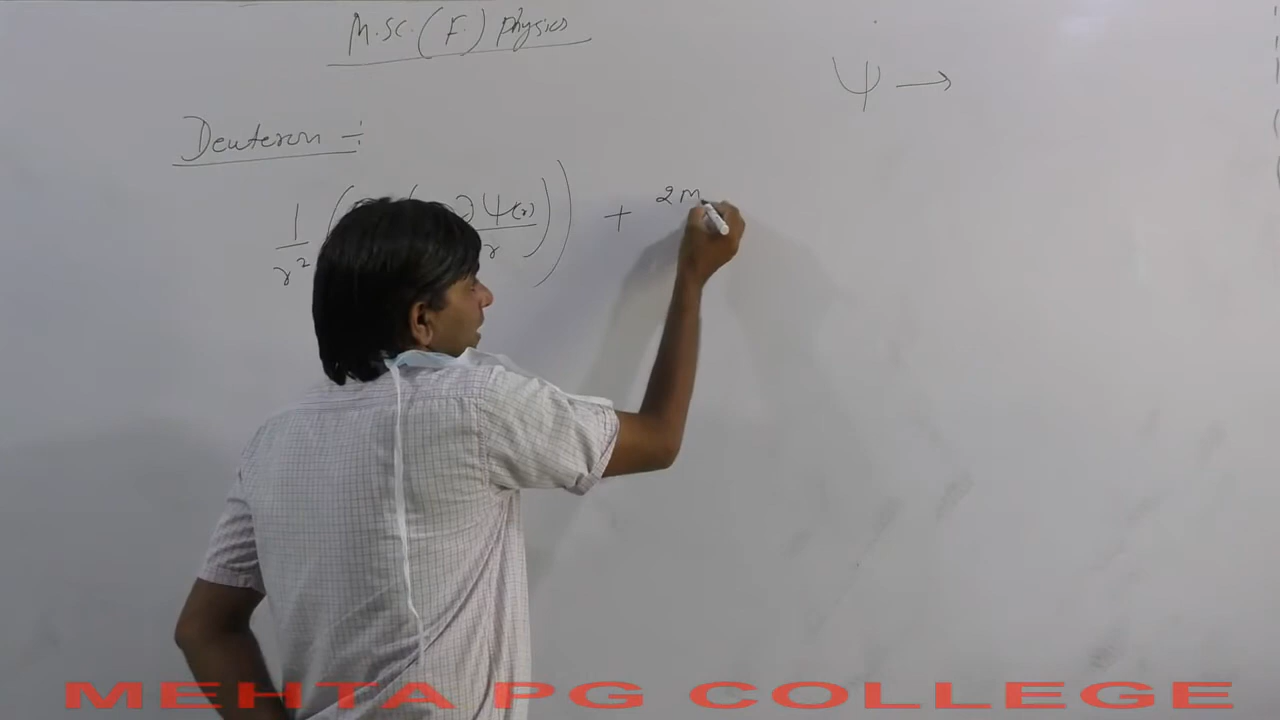 M.Sc. (F.) Physics
ψ →
Deuteron :-
1/r² ( ( ∂ψ(r)/r ) ) + 2m
MEHTA PG COLLEGE